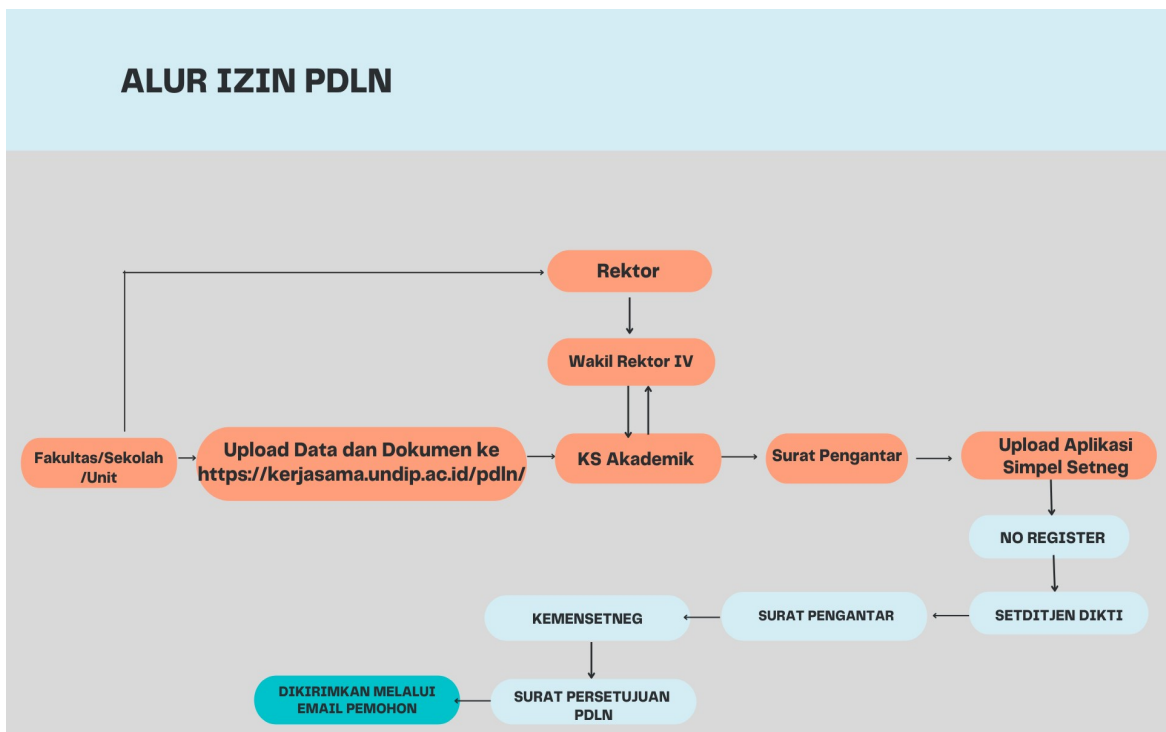 ALUR IZIN PDLN
Rektor
Wakil Rektor IV
Fakultas/Sekolah
/Unit
Upload Data dan Dokumen ke
https://kerjasama.undip.ac.id/pdln/
KS Akademik
Surat Pengantar
Upload Aplikasi
Simpel Setneg
NO REGISTER
SETDITJEN DIKTI
SURAT PENGANTAR
KEMENSETNEG
SURAT PERSETUJUAN
PDLN
DIKIRIMKAN MELALUI
EMAIL PEMOHON